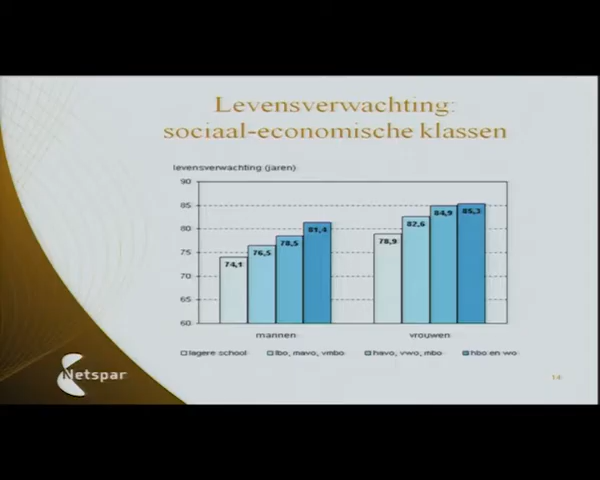 Levensverwachting:
sociaal-economische klassen
levensverwachting (jaren)
90
85
80
75
70
65
60
74,1
76,5
78,5
81,4
78,9
82,6
84,9
85,3
mannen
vrouwen
lagere school
lbo, mavo, vmbo
havo, vwo, mbo
hbo en wo
Netspar
14